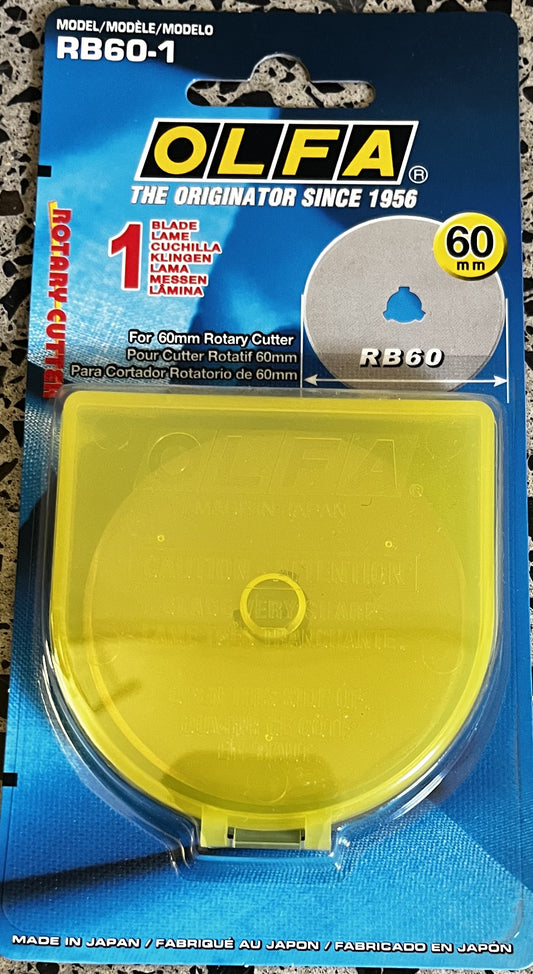 MODEL/MODÈLE/MODELO
RB60-1
OLFA®
THE ORIGINATOR SINCE 1956
ROTARY CUTTER
1
BLADE
LAME
CUCHILLA
KLINGEN
LAMA
MESSEN
LÂMINA
60
mm
For 60mm Rotary Cutter
Pour Cutter Rotatif 60mm
Para Cortador Rotatorio de 60mm
RB60
OLFA®
MADE IN JAPAN
CAUTION ATTENTION
VERY SHARP
MADE IN JAPAN / FABRIQUÉ AU JAPON / FABRICADO EN JAPÓN